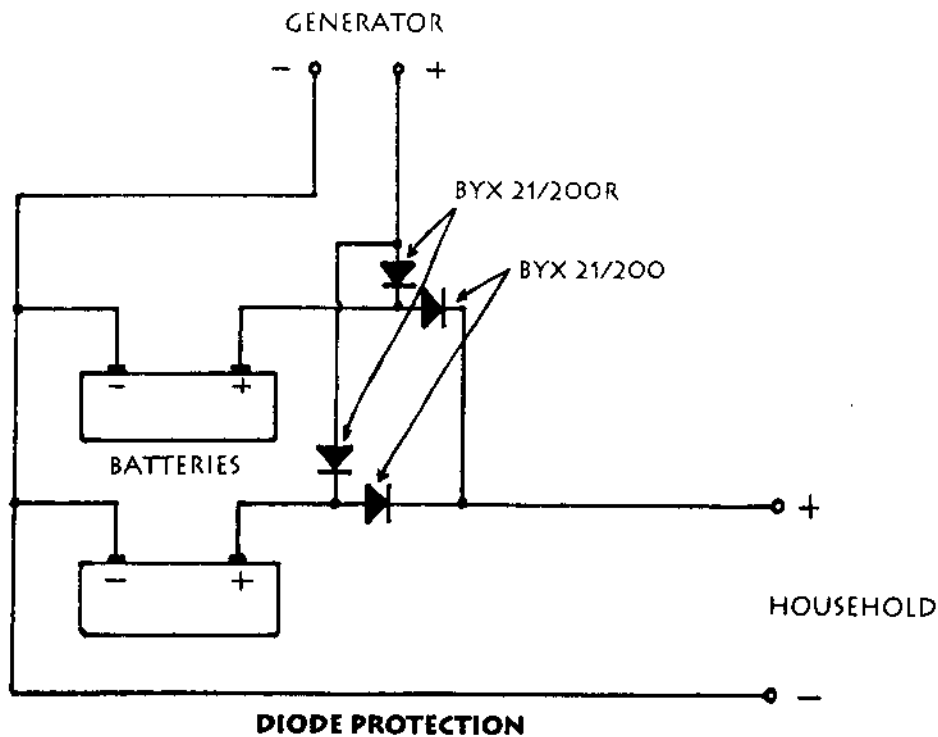 GENERATOR
- +
BYX 21/200R
BYX 21/200
- +
BATTERIES
+
- +
HOUSEHOLD
-
DIODE PROTECTION